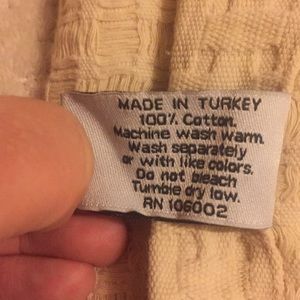 MADE IN TURKEY
100% Cotton.
Machine wash warm.
Wash separately
or with like colors.
Do not bleach
Tumble dry low.
RN 106002